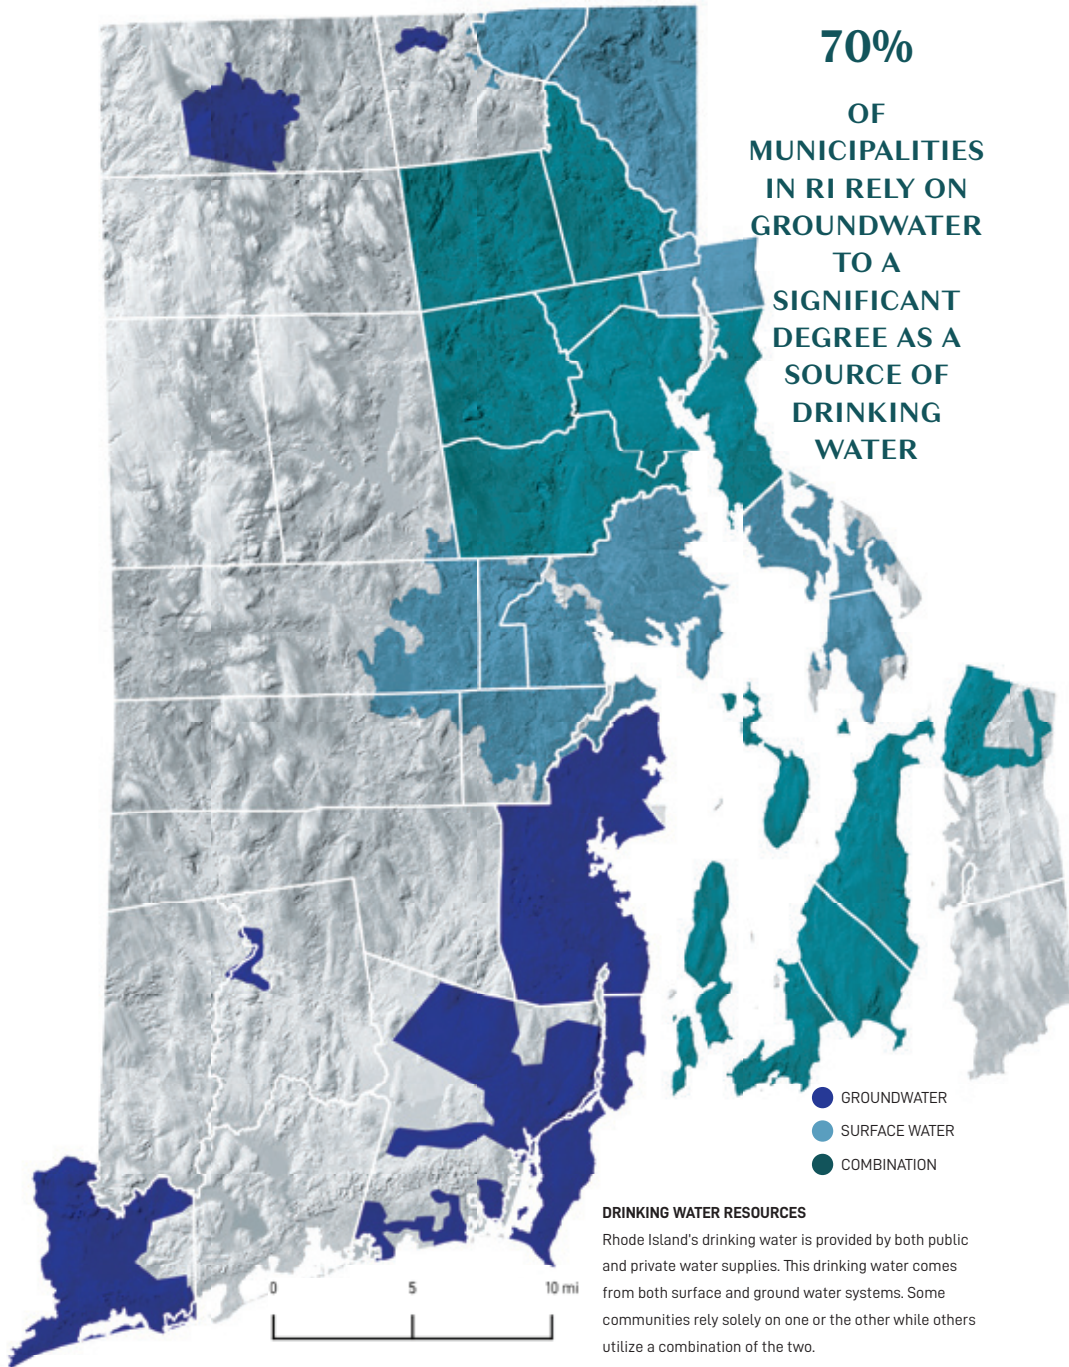 70%
OF
MUNICIPALITIES
IN RI RELY ON
GROUNDWATER
TO A
SIGNIFICANT
DEGREE AS A
SOURCE OF
DRINKING
WATER
GROUNDWATER
SURFACE WATER
COMBINATION
DRINKING WATER RESOURCES
Rhode Island's drinking water is provided by both public
and private water supplies. This drinking water comes
from both surface and ground water systems. Some
communities rely solely on one or the other while others
utilize a combination of the two.
0 5 10 mi